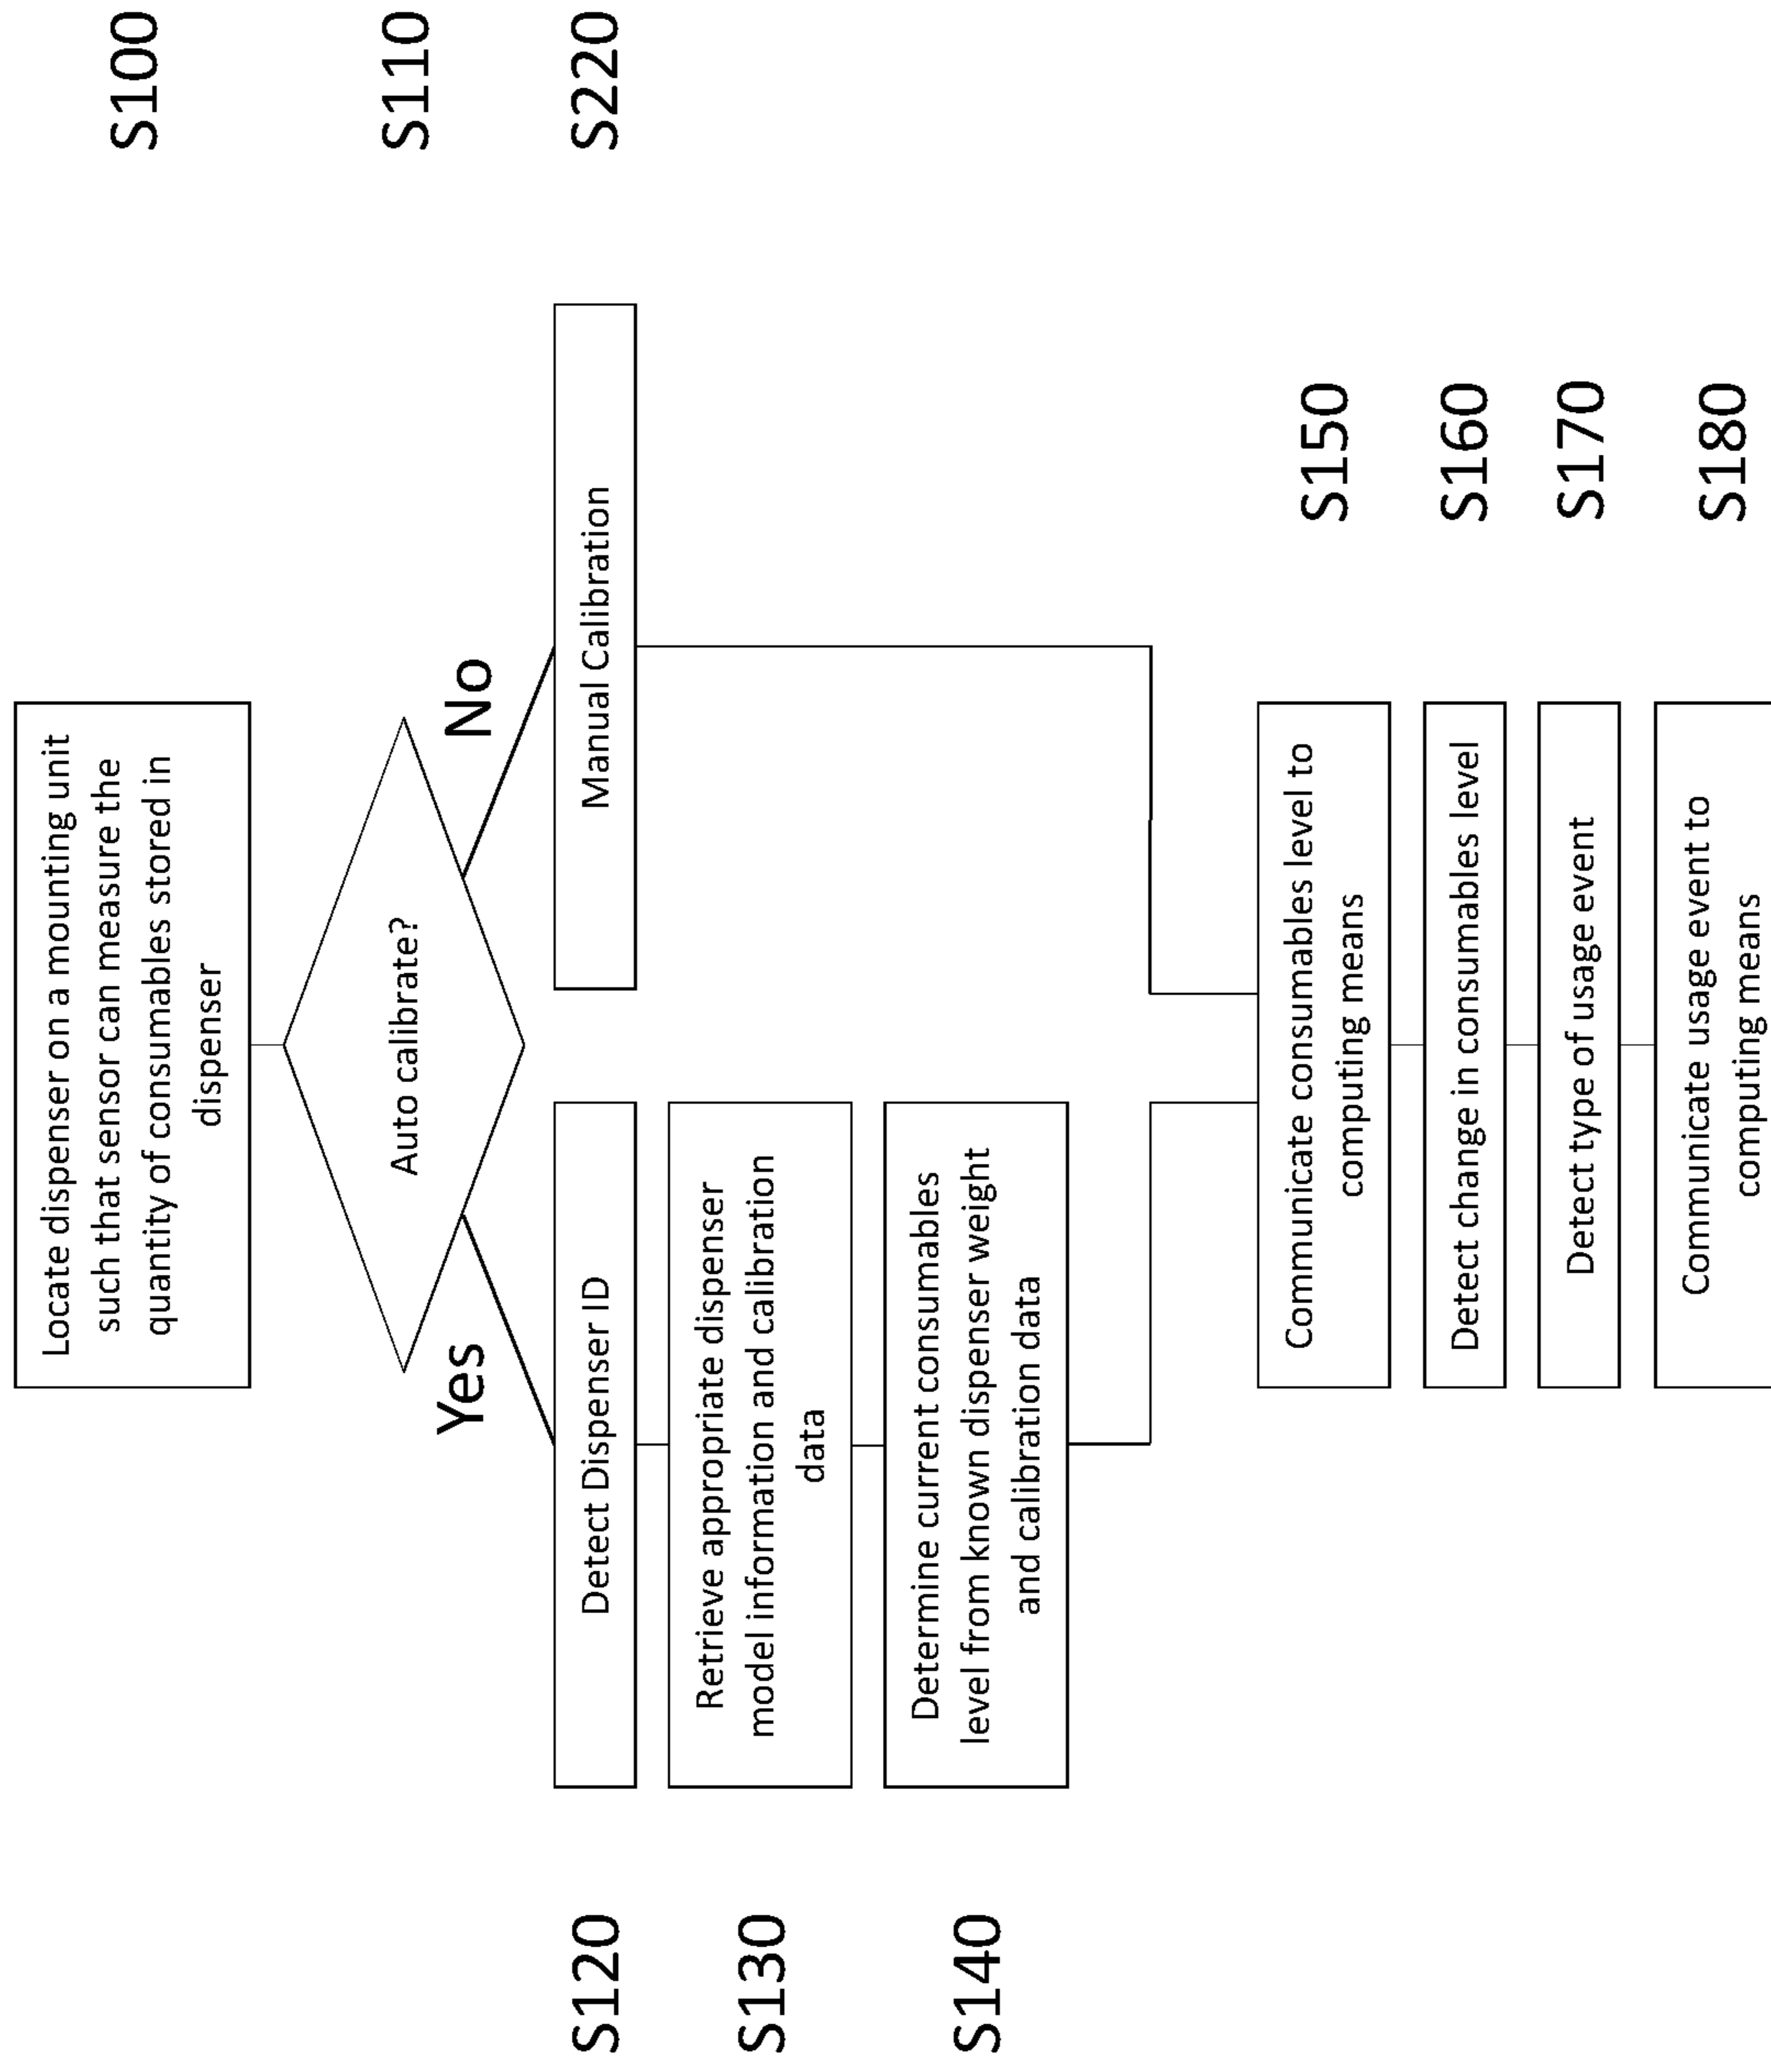 Locate dispenser on a mounting unit
such that sensor can measure the
quantity of consumables stored in
dispenser
S100
Auto calibrate?
S110
Yes
No
S120
Detect Dispenser ID
Manual Calibration
S220
S130
Retrieve appropriate dispenser
model information and calibration
data
S140
Determine current consumables
level from known dispenser weight
and calibration data
Communicate consumables level to
computing means
S150
Detect change in consumables level
S160
Detect type of usage event
S170
Communicate usage event to
computing means
S180